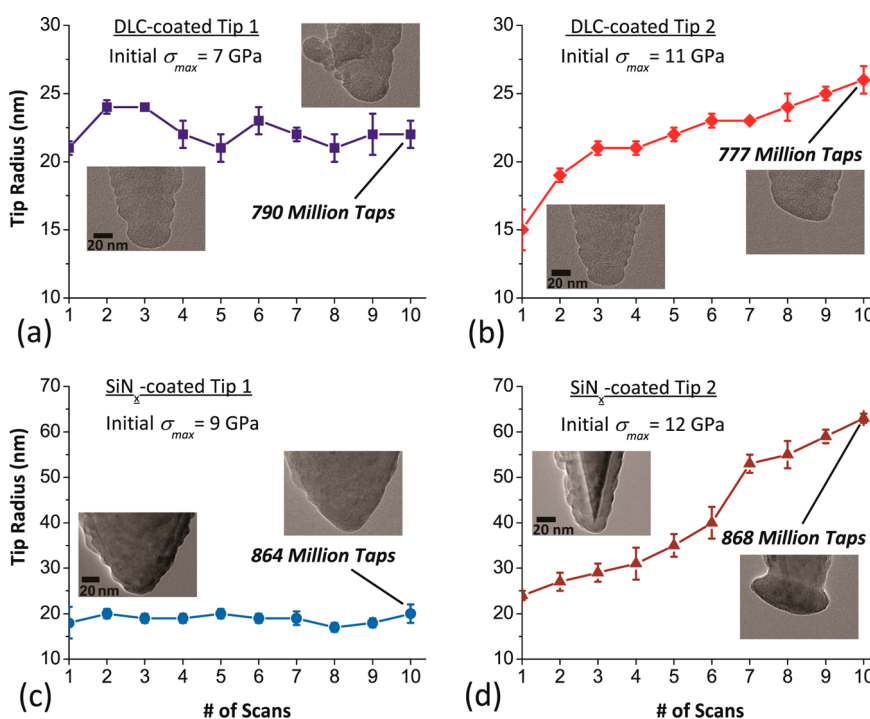 DLC-coated Tip 1
Initial σmax = 7 GPa
30
25
20
15
10
Tip Radius (nm)
20 nm
790 Million Taps
1 2 3 4 5 6 7 8 9 10
(a)
DLC-coated Tip 2
Initial σmax = 11 GPa
30
25
20
15
10
777 Million Taps
20 nm
1 2 3 4 5 6 7 8 9 10
(b)
SiNx-coated Tip 1
Initial σmax = 9 GPa
70
60
50
40
30
20
10
Tip Radius (nm)
20 nm
864 Million Taps
1 2 3 4 5 6 7 8 9 10
(c)
# of Scans
SiNx-coated Tip 2
Initial σmax = 12 GPa
70
60
50
40
30
20
10
20 nm
868 Million Taps
1 2 3 4 5 6 7 8 9 10
(d)
# of Scans